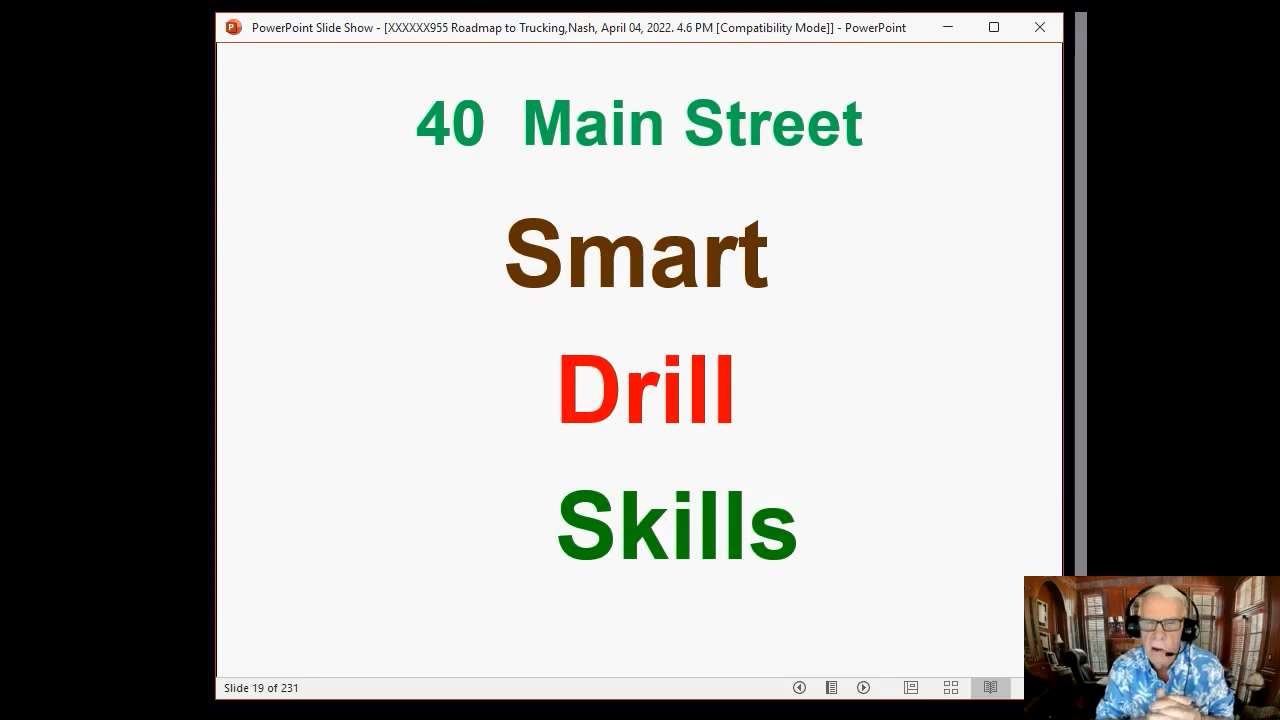 PowerPoint Slide Show - [XXXXXX955 Roadmap to Trucking,Nash, April 04, 2022. 4.6 PM [Compatibility Mode]] - PowerPoint
40 Main Street
Smart
Drill
Skills
Slide 19 of 231